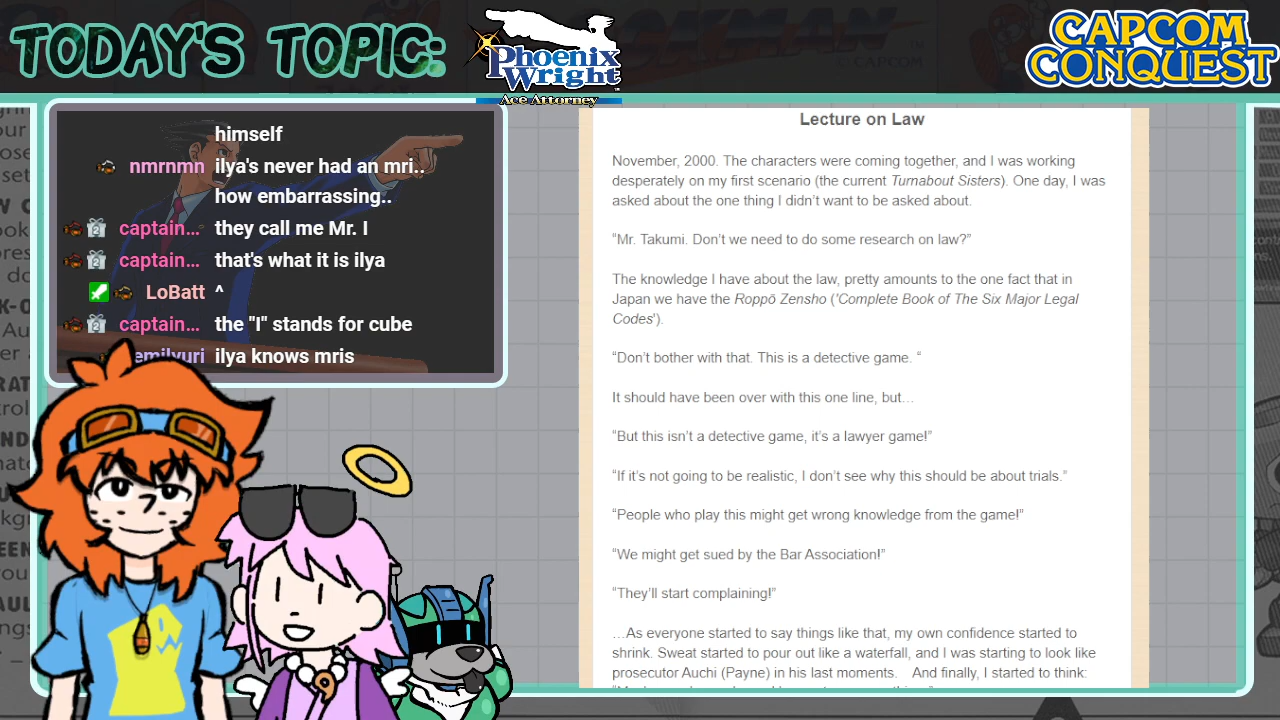 TODAY'S TOPIC:
Phoenix
Wright
Ace Attorney
CAPCOM
CONQUEST
himself
nmrnmn ilya's never had an mri..
how embarrassing..
captain... they call me Mr. I
captain... that's what it is ilya
LoBatt ^
captain... the "I" stands for cube
emilyuri ilya knows mris
Lecture on Law
November, 2000. The characters were coming together, and I was working
desperately on my first scenario (the current Turnabout Sisters). One day, I was
asked about the one thing I didn't want to be asked about.
“Mr. Takumi. Don't we need to do some research on law?”
The knowledge I have about the law, pretty amounts to the one fact that in
Japan we have the Roppō Zensho ('Complete Book of The Six Major Legal
Codes').
“Don't bother with that. This is a detective game. “
It should have been over with this one line, but…
“But this isn't a detective game, it's a lawyer game!”
“If it's not going to be realistic, I don't see why this should be about trials.”
“People who play this might get wrong knowledge from the game!”
“We might get sued by the Bar Association!”
“They'll start complaining!”
…As everyone started to say things like that, my own confidence started to
shrink. Sweat started to pour out like a waterfall, and I was starting to look like
prosecutor Auchi (Payne) in his last moments. And finally, I started to think: